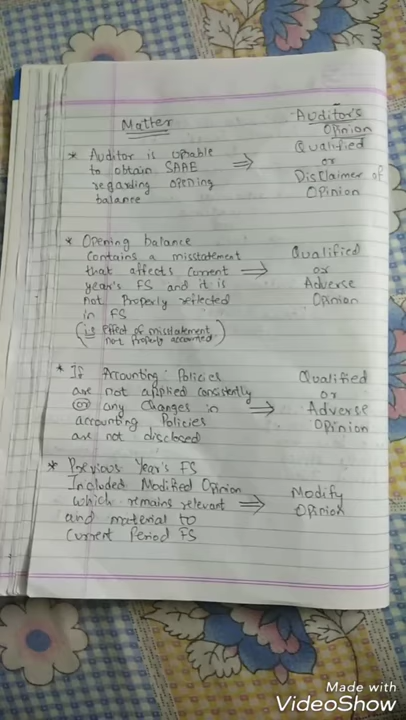 Matter
Auditor's
Opinion
* Auditor is unable
to obtain SAAE
regarding opening
balance
⇒
Qualified
or
Disclaimer of
Opinion
* Opening balance
contains a misstatement
that affects current
year's FS and it is
not Properly reflected
in FS
(is effect of misstatement
not properly accounted)
⇒
Qualified
or
Adverse
Opinion
* If Accounting Policies
are not applied consistently
or any changes in
accounting Policies
are not disclosed
⇒
Qualified
or
Adverse
Opinion
* Previous Year's FS
Included Modified Opinion
which remains relevant
and material to
Current Period FS
⇒
Modify
Opinion
Made with
VideoShow